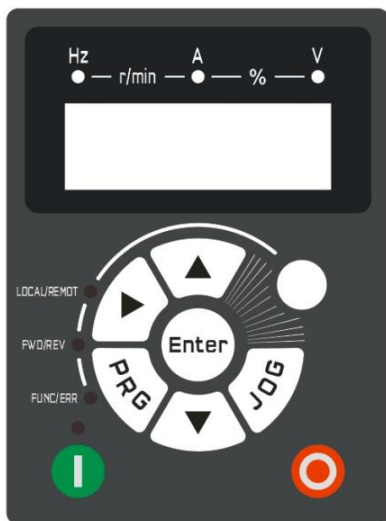 Hz A V
r/min %
LOCAL/REMOT
FWD/REV
Enter
PRG
JOG
FUNC/ERR